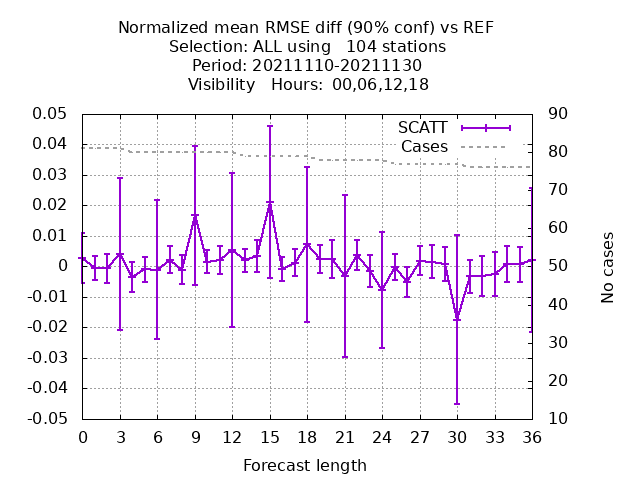 Normalized mean RMSE diff (90% conf) vs REF
Selection: ALL using   104 stations
Period: 20211110-20211130
Visibility   Hours: 00,06,12,18
SCATT
Cases
0.05
0.04
0.03
0.02
0.01
0
-0.01
-0.02
-0.03
-0.04
-0.05
90
80
70
60
50
40
30
20
10
No cases
0 3 6 9 12 15 18 21 24 27 30 33 36
Forecast length